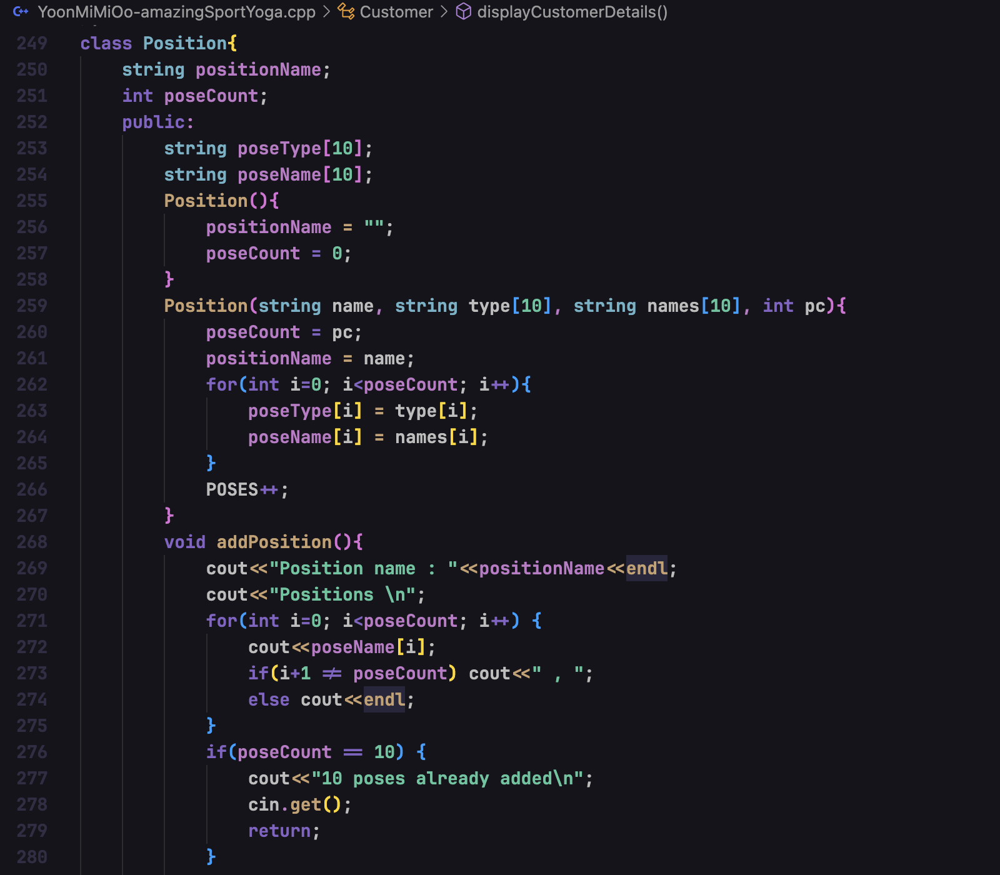 YoonMiMiOo-amazingSportYoga.cpp > Customer > displayCustomerDetails()
249 class Position{
250 string positionName;
251 int poseCount;
252 public:
253 string poseType[10];
254 string poseName[10];
255 Position(){
256 positionName = "";
257 poseCount = 0;
258 }
259 Position(string name, string type[10], string names[10], int pc){
260 poseCount = pc;
261 positionName = name;
262 for(int i=0; i<poseCount; i++){
263 poseType[i] = type[i];
264 poseName[i] = names[i];
265 }
266 POSES++;
267 }
268 void addPosition(){
269 cout<<"Position name : "<<positionName<<endl;
270 cout<<"Positions \n";
271 for(int i=0; i<poseCount; i++) {
272 cout<<poseName[i];
273 if(i+1 != poseCount) cout<<" , ";
274 else cout<<endl;
275 }
276 if(poseCount == 10) {
277 cout<<"10 poses already added\n";
278 cin.get();
279 return;
280 }